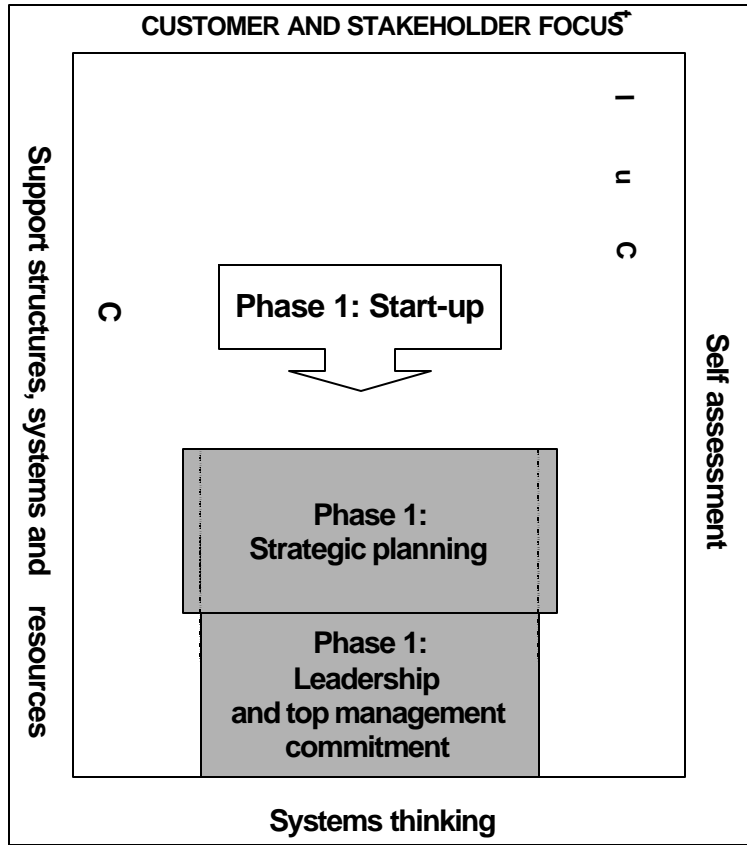 CUSTOMER AND STAKEHOLDER FOCUS
t
l
u
C
C
Support structures, systems and resources
Phase 1: Start-up
Self assessment
Phase 1:
Strategic planning
Phase 1:
Leadership
and top management
commitment
Systems thinking